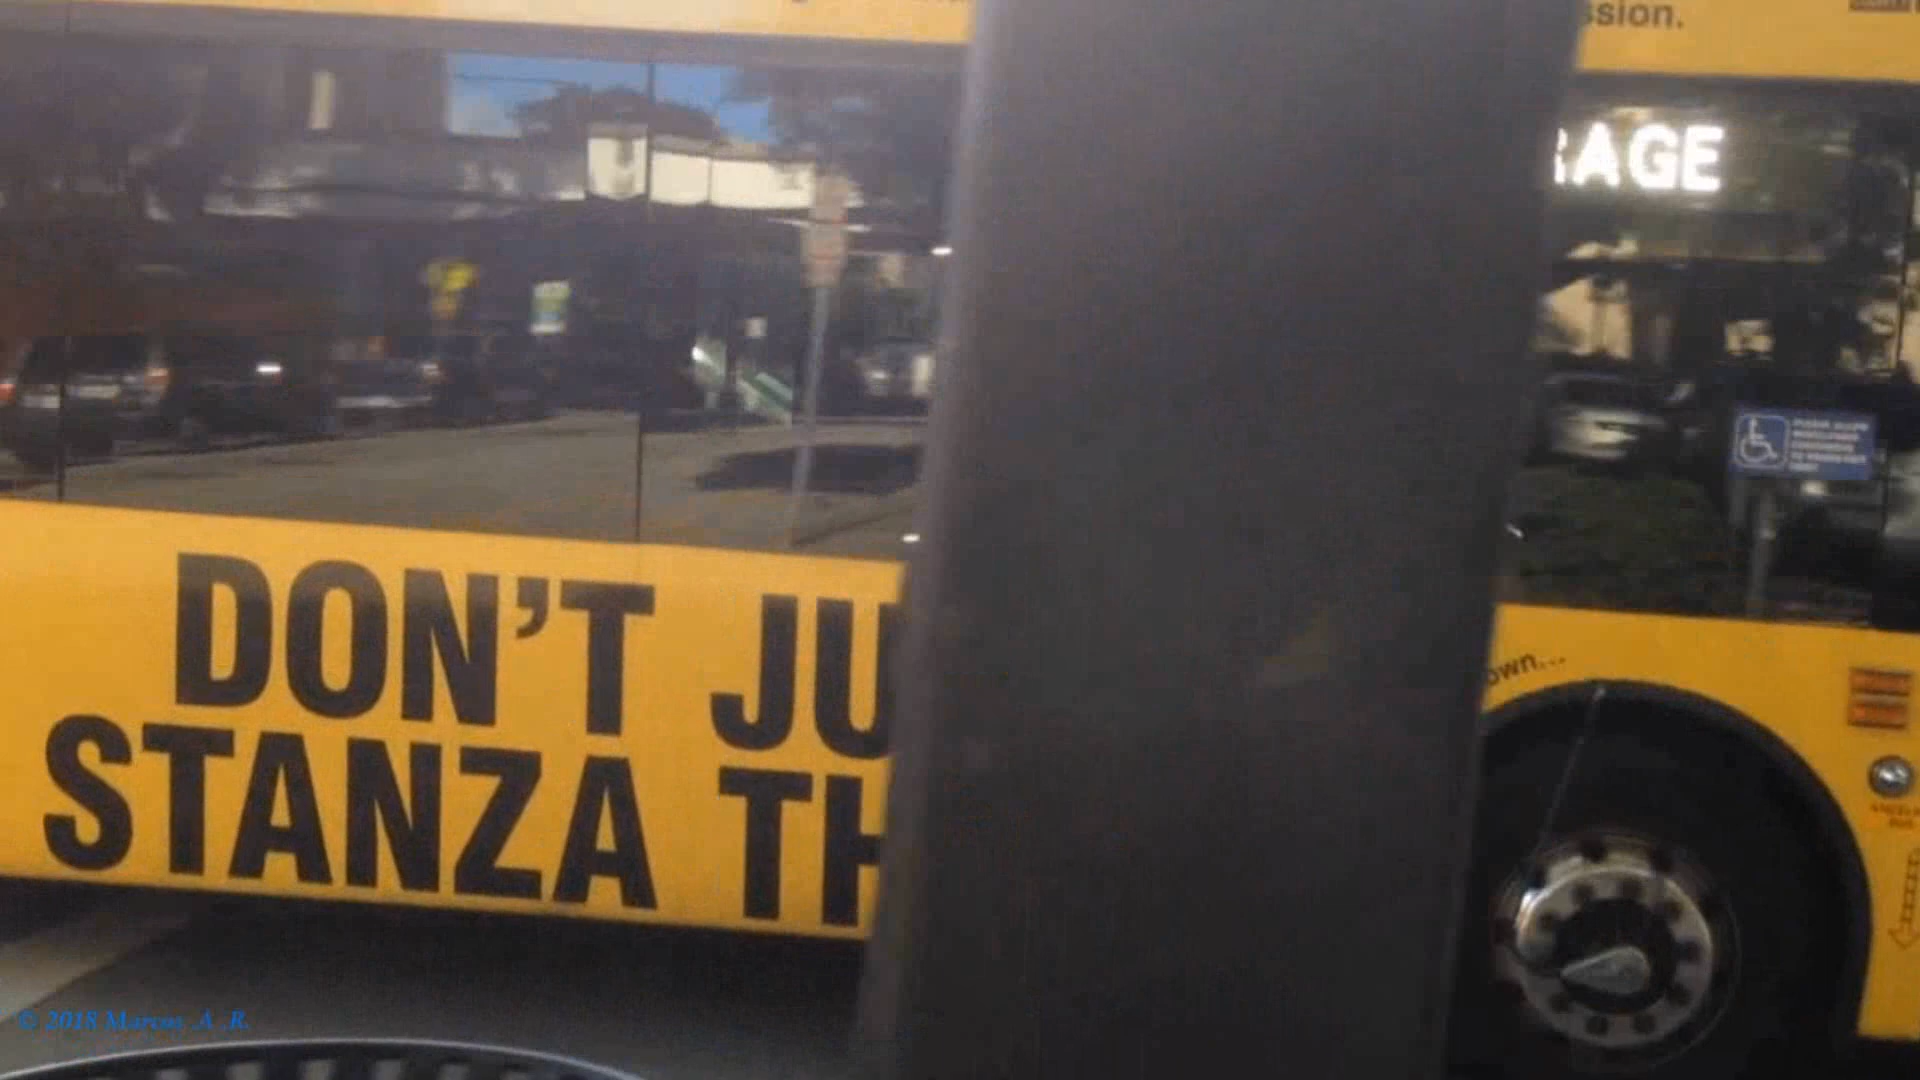 ssion.
RAGE
DON'T JU
STANZA TH
own...
© 2018 Marcos .A .R.